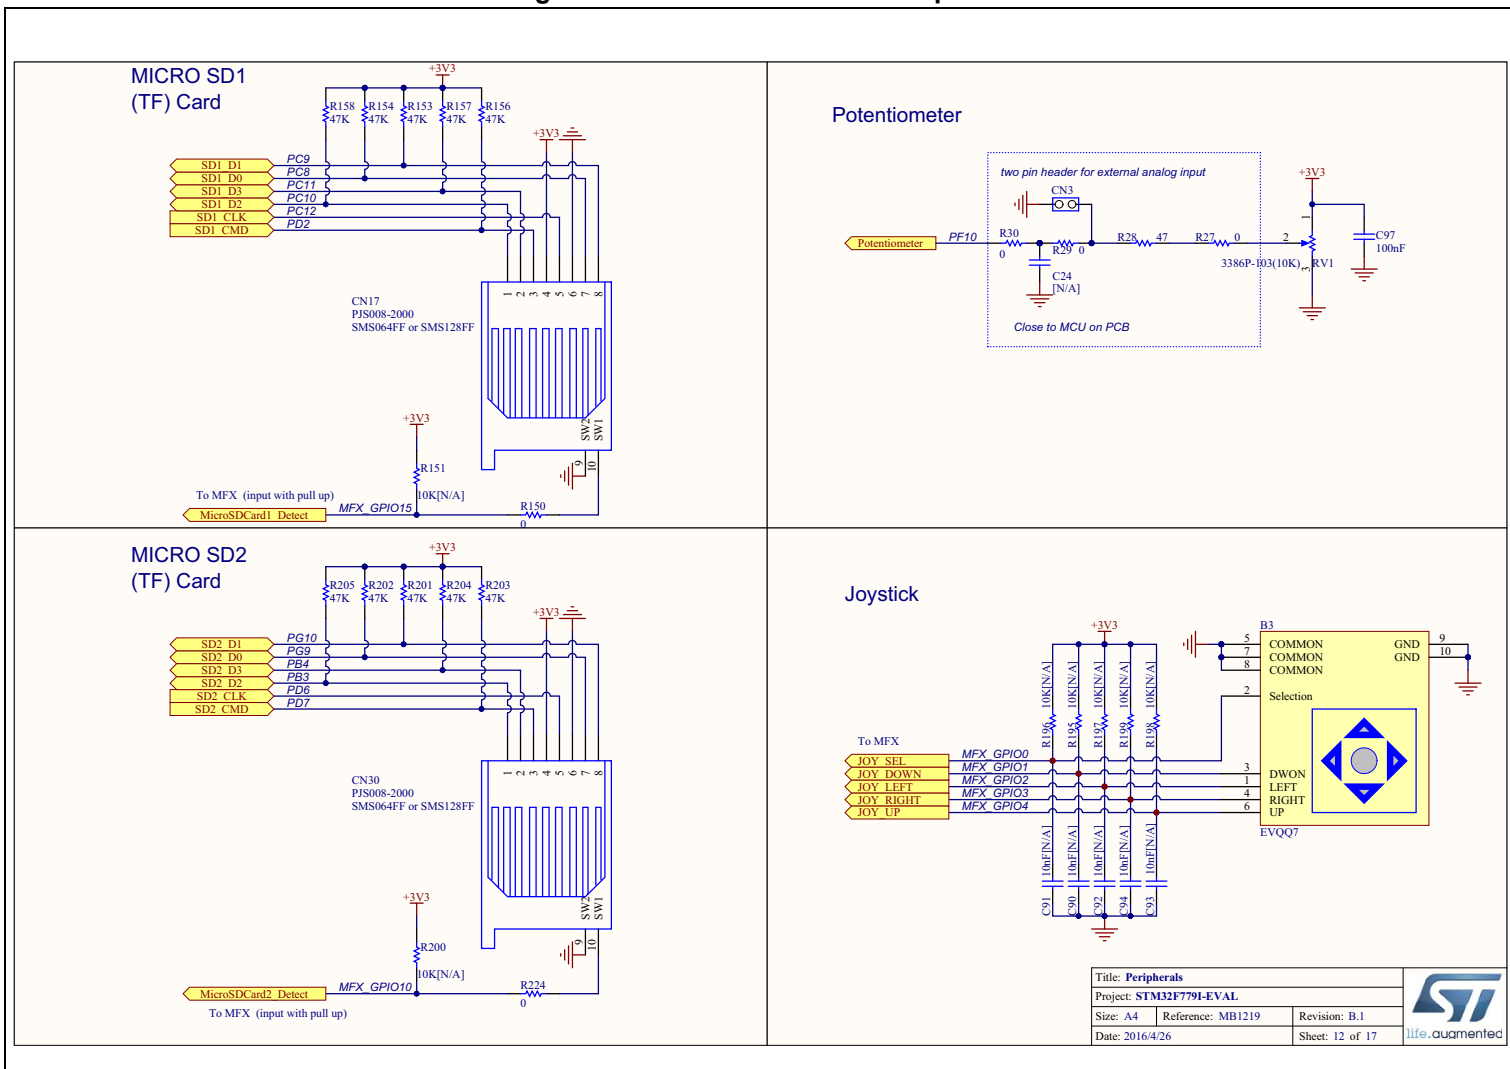 MICRO SD1
(TF) Card
+3V3
R158
47K
R154
47K
R153
47K
R157
47K
R156
47K
+3V3
SD1_D1 PC9
SD1_D0 PC8
SD1_D3 PC11
SD1_D2 PC10
SD1_CLK PC12
SD1_CMD PD2
1 2 3 4 5 6 7 8
CN17
PJS008-2000
SMS064FF or SMS128FF
SW2
SW1
9
10
+3V3
R151
10K[N/A]
To MFX (input with pull up)
MicroSDCard1_Detect MFX_GPIO15
R150
0
Potentiometer
two pin header for external analog input
CN3
Potentiometer PF10
R30
0
R29 0
C24
[N/A]
R28 47
R27 0
Close to MCU on PCB
+3V3
1
2
3
3386P-103(10K) RV1
C97
100nF
MICRO SD2
(TF) Card
+3V3
R205
47K
R202
47K
R201
47K
R204
47K
R203
47K
+3V3
SD2_D1 PG10
SD2_D0 PG9
SD2_D3 PB4
SD2_D2 PB3
SD2_CLK PD6
SD2_CMD PD7
1 2 3 4 5 6 7 8
CN30
PJS008-2000
SMS064FF or SMS128FF
SW2
SW1
9
10
+3V3
R200
10K[N/A]
MicroSDCard2_Detect MFX_GPIO10
R224
0
To MFX (input with pull up)
Joystick
+3V3
R196 10K[N/A]
R195 10K[N/A]
R197 10K[N/A]
R199 10K[N/A]
R198 10K[N/A]
To MFX
JOY_SEL MFX_GPIO0
JOY_DOWN MFX_GPIO1
JOY_LEFT MFX_GPIO2
JOY_RIGHT MFX_GPIO3
JOY_UP MFX_GPIO4
C91 10nF[N/A]
C90 10nF[N/A]
C92 10nF[N/A]
C94 10nF[N/A]
C93 10nF[N/A]
B3
5 COMMON GND 9
7 COMMON GND 10
8 COMMON
2 Selection
3 DWON
1 LEFT
4 RIGHT
6 UP
EVQQ7
Title: Peripherals
Project: STM32F779I-EVAL
Size: A4 Reference: MB1219 Revision: B.1
Date: 2016/4/26 Sheet: 12 of 17
ST
life.augmented